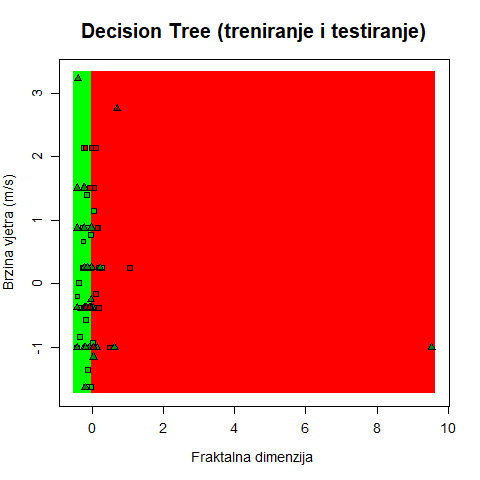 Decision Tree (treniranje i testiranje)
Brzina vjetra (m/s)
3
2
1
0
-1
0 2 4 6 8 10
Fraktalna dimenzija